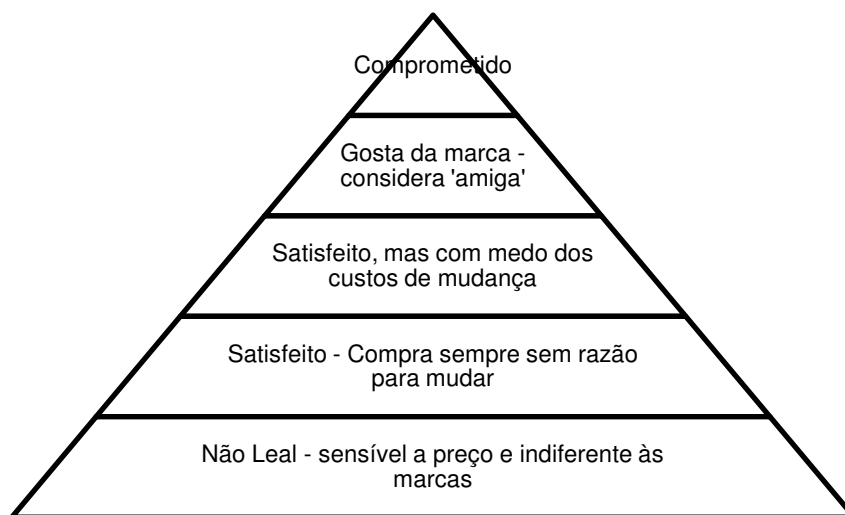 Comprometido
Gosta da marca -
considera 'amiga'
Satisfeito, mas com medo dos
custos de mudança
Satisfeito - Compra sempre sem razão
para mudar
Não Leal - sensível a preço e indiferente às
marcas